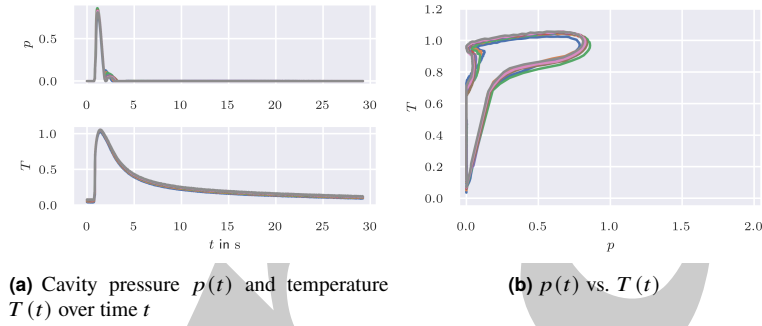 p
0.5
0.0
0 5 10 15 20 25 30
T
1.0
0.5
0.0
0 5 10 15 20 25 30
t in s
(a) Cavity pressure p(t) and temperature
T(t) over time t
T
1.2
1.0
0.8
0.6
0.4
0.2
0.0
0.0 0.5 1.0 1.5 2.0
p
(b) p(t) vs. T(t)